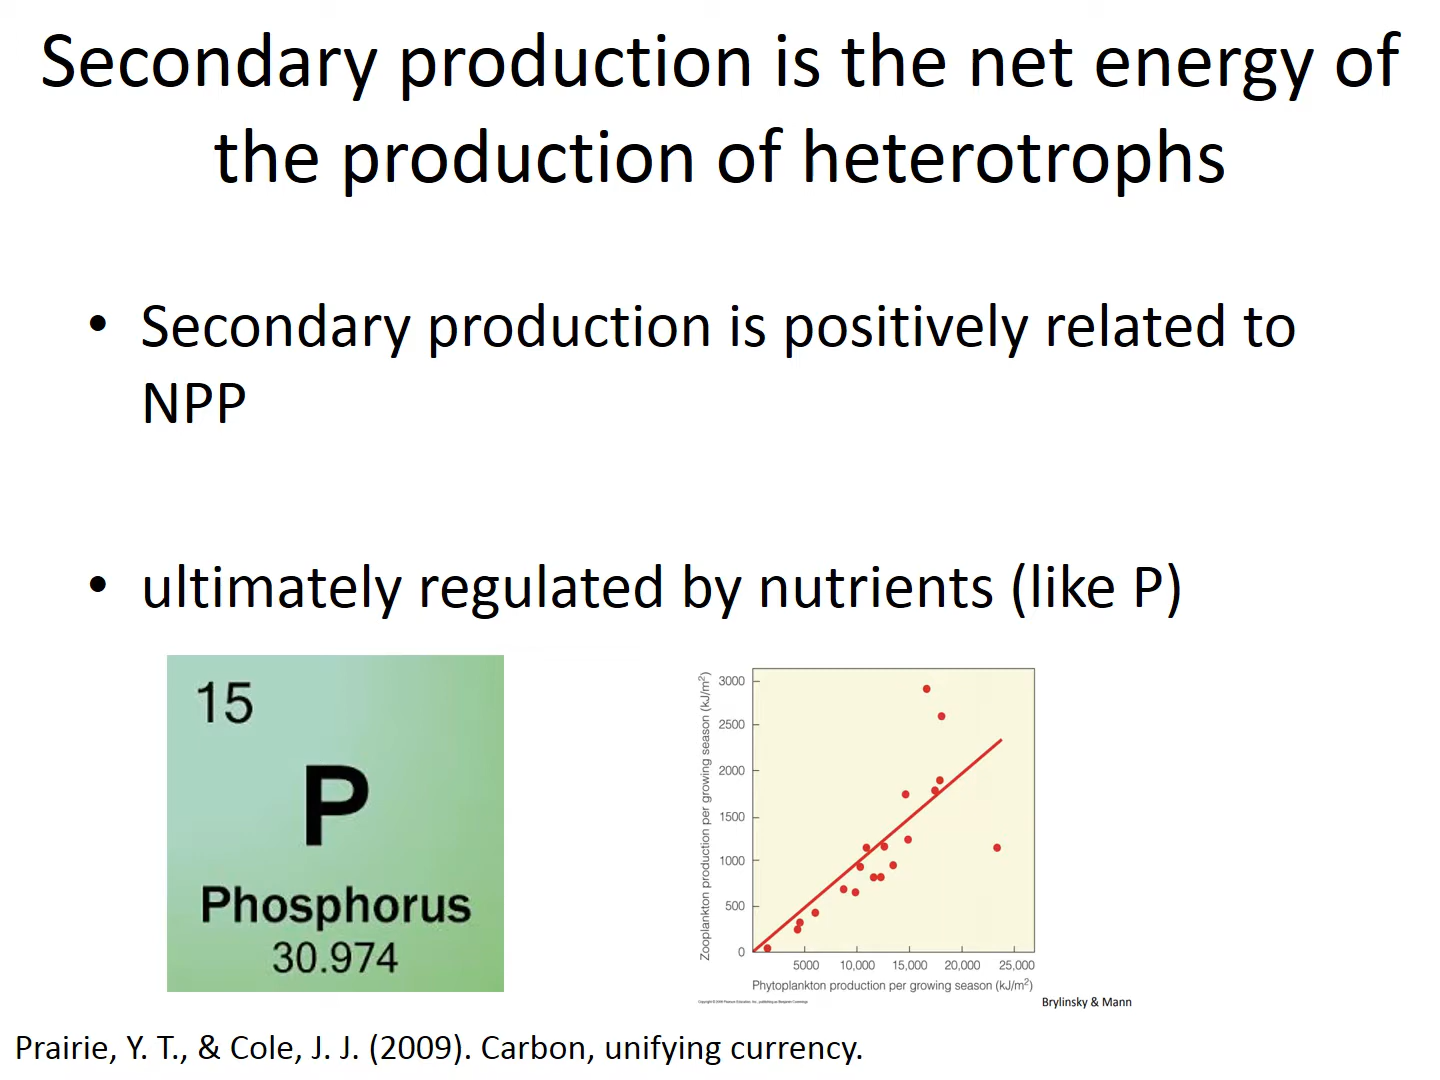 Secondary production is the net energy of
the production of heterotrophs
• Secondary production is positively related to
NPP
• ultimately regulated by nutrients (like P)
15
P
Phosphorus
30.974
Zooplankton production per growing season (kJ/m²)
3000
2500
2000
1500
1000
500
0
5000 10,000 15,000 20,000 25,000
Phytoplankton production per growing season (kJ/m²)
Brylinsky & Mann
Prairie, Y. T., & Cole, J. J. (2009). Carbon, unifying currency.